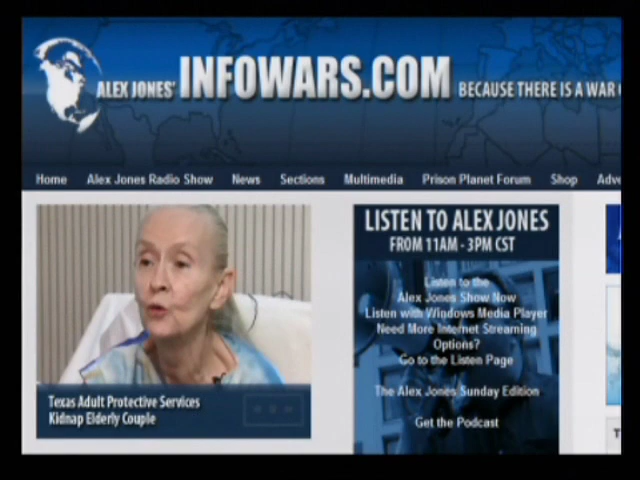 ALEX JONES' INFOWARS.COM BECAUSE THERE IS A WAR
Home Alex Jones Radio Show News Sections Multimedia Prison Planet Forum Shop Adve
LISTEN TO ALEX JONES
FROM 11AM - 3PM CST
Listen to the
Alex Jones Show Now
Listen with Windows Media Player
Need More Internet Streaming
Options?
Go to the Listen Page
The Alex Jones Sunday Edition
Get the Podcast
Texas Adult Protective Services
Kidnap Elderly Couple